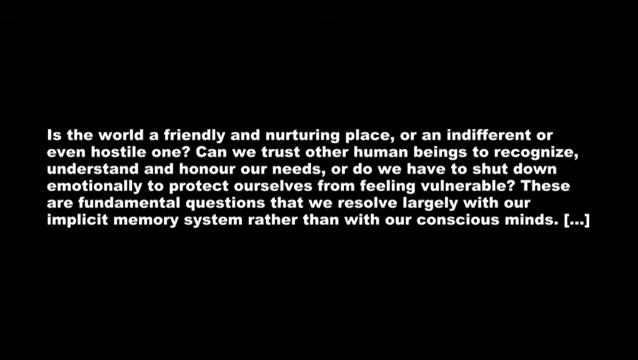 Is the world a friendly and nurturing place, or an indifferent or
even hostile one? Can we trust other human beings to recognize,
understand and honour our needs, or do we have to shut down
emotionally to protect ourselves from feeling vulnerable? These
are fundamental questions that we resolve largely with our
implicit memory system rather than with our conscious minds. [...]